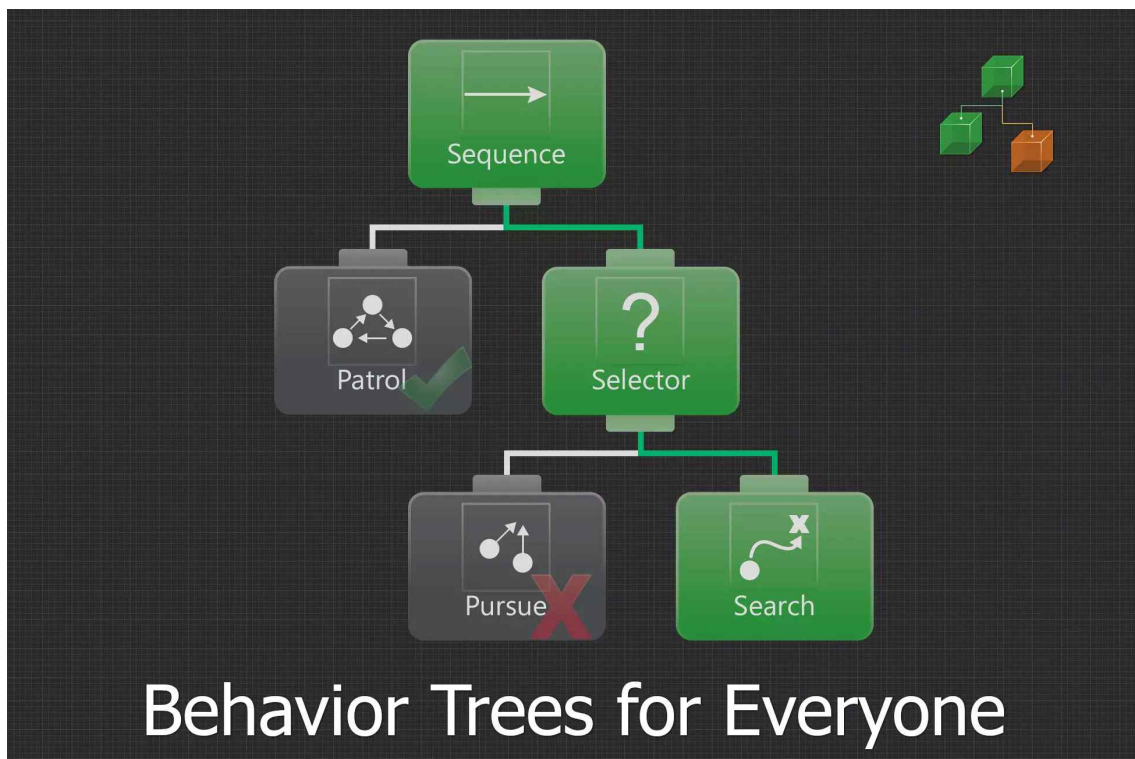 Sequence
Patrol
Selector
Pursue
Search
Behavior Trees for Everyone